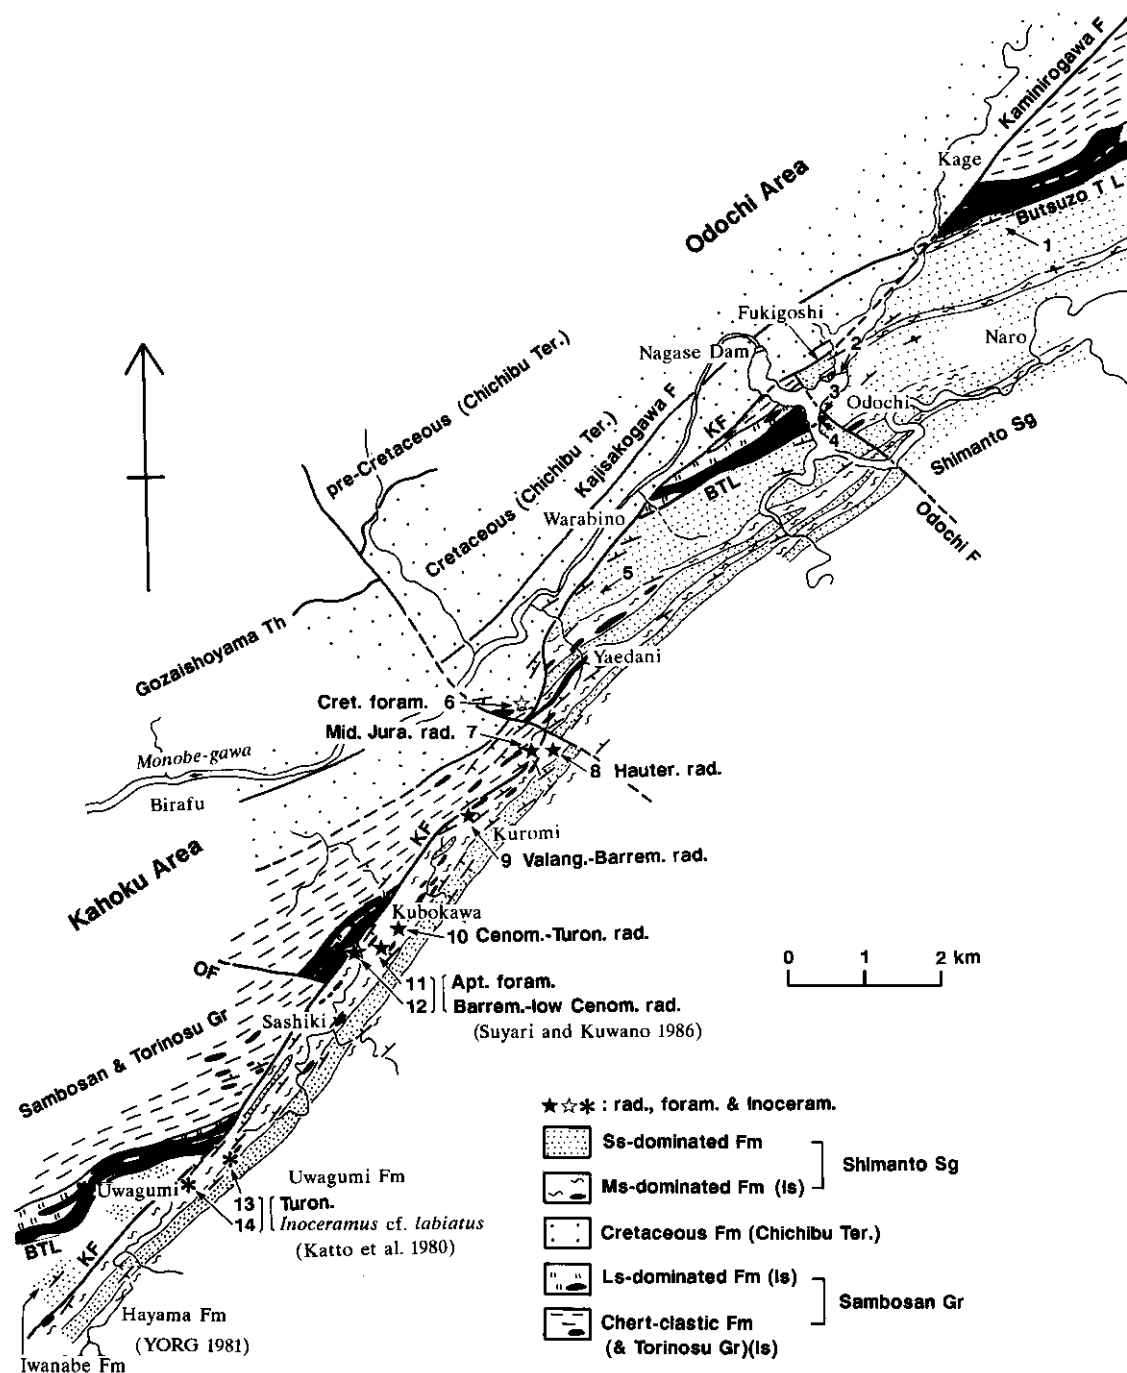 Kaminirogawa F
Kage
Odochi Area
Butsuzo T L
1
Fukigoshi
Nagase Dam
2
Naro
3
Odochi
4
KF
Kajisakogawa F
pre-Cretaceous (Chichibu Ter.)
Cretaceous (Chichibu Ter.)
Shimanto Sg
BTL
Warabino
Odochi F
5
Gozaishoyama Th
Yaedani
Cret. foram. 6
Mid. Jura. rad. 7
Monobe-gawa
8 Hauter. rad.
Birafu
KF
Kuromi
9 Valang.-Barrem. rad.
Kahoku Area
Kubokawa
10 Cenom.-Turon. rad.
0 1 2 km
OF
11 Apt. foram.
12 Barrem.-low Cenom. rad.
(Suyari and Kuwano 1986)
Sashiki
Sambosan & Torinosu Gr
★☆* : rad., foram. & Inoceram.
Ss-dominated Fm
Shimanto Sg
Ms-dominated Fm (ls)
Uwagumi Fm
Uwagumi
13 Turon.
14 Inoceramus cf. labiatus
(Katto et al. 1980)
Cretaceous Fm (Chichibu Ter.)
BTL
KF
Ls-dominated Fm (ls)
Sambosan Gr
Chert-clastic Fm
(& Torinosu Gr)(ls)
Hayama Fm
(YORG 1981)
Iwanabe Fm